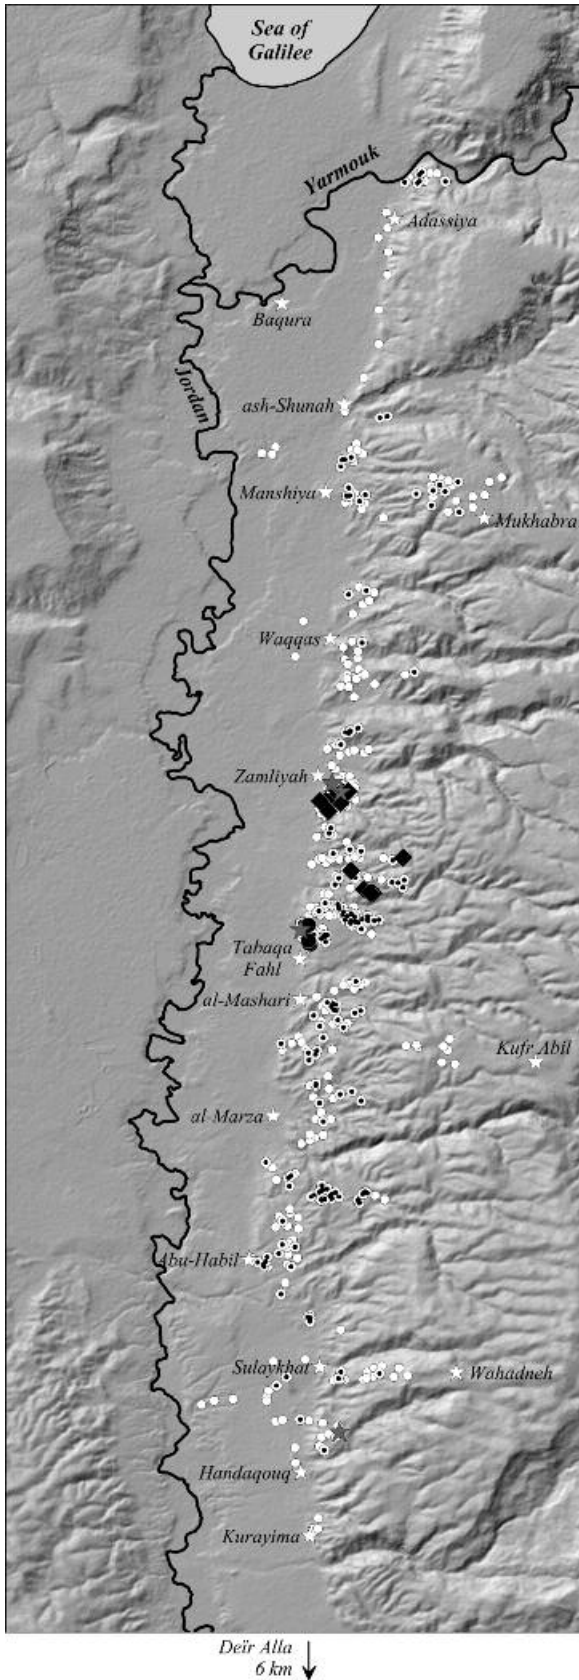 Sea of
Galilee
Yarmouk
Adassiya
Baqura
Jordan
ash-Shunah
Manshiya
Mukhabra
Waqqas
Zamliyah
Tabaqa
Fahl
al-Mashari
Kufr Abil
al-Marza
Abu-Habil
Sulaykhat
Wahadneh
Handaqouq
Kurayima
Deïr Alla
6 km